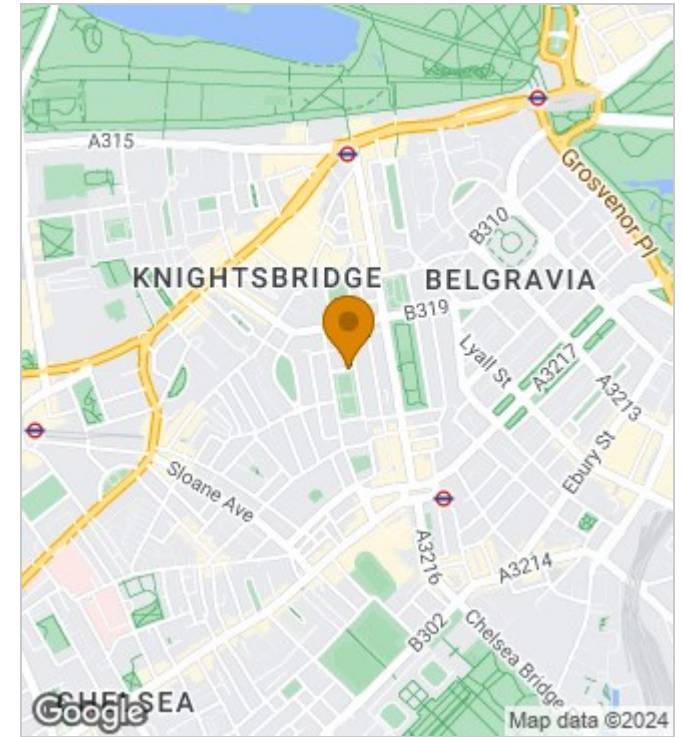 A315
Grosvenor Pl
B310
KNIGHTSBRIDGE
BELGRAVIA
B319
Lyall St
A3217
A3213
Sloane Ave
Ebury St
A3216
A3214
B302
Chelsea Bridge
CHELSEA
Google
Map data ©2024